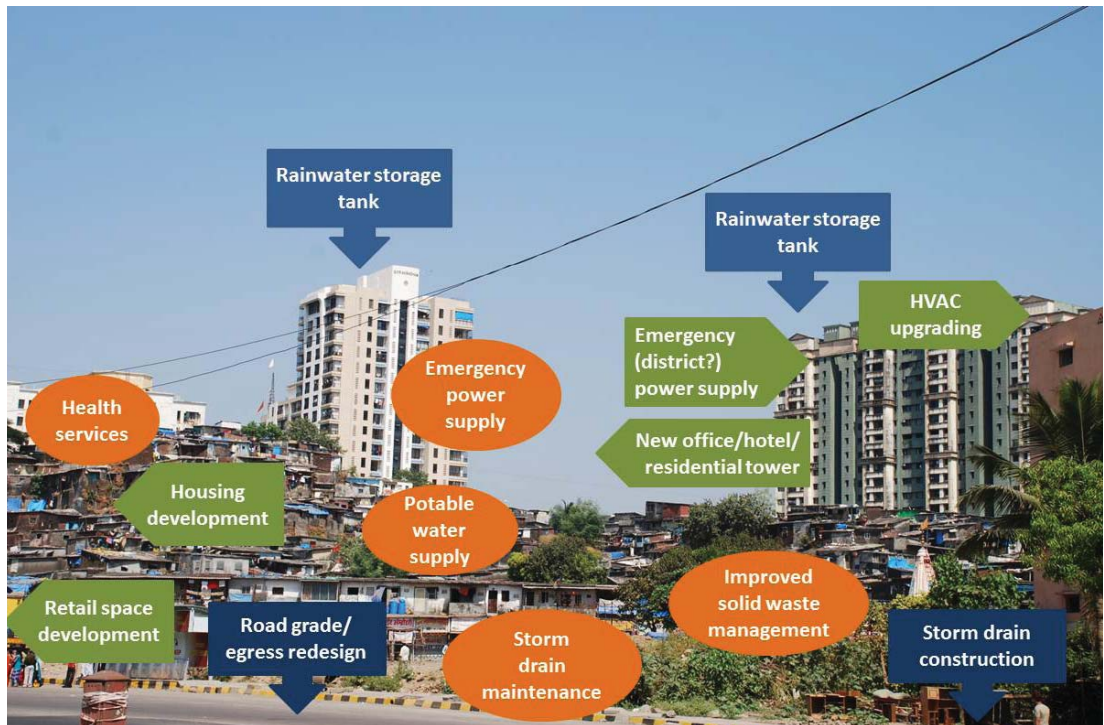 Rainwater storage
tank
Rainwater storage
tank
HVAC
upgrading
Emergency
(district?)
power supply
Emergency
power
supply
Health
services
New office/hotel/
residential tower
Housing
development
Potable
water
supply
Improved
solid waste
management
Retail space
development
Road grade/
egress redesign
Storm
drain
maintenance
Storm drain
construction